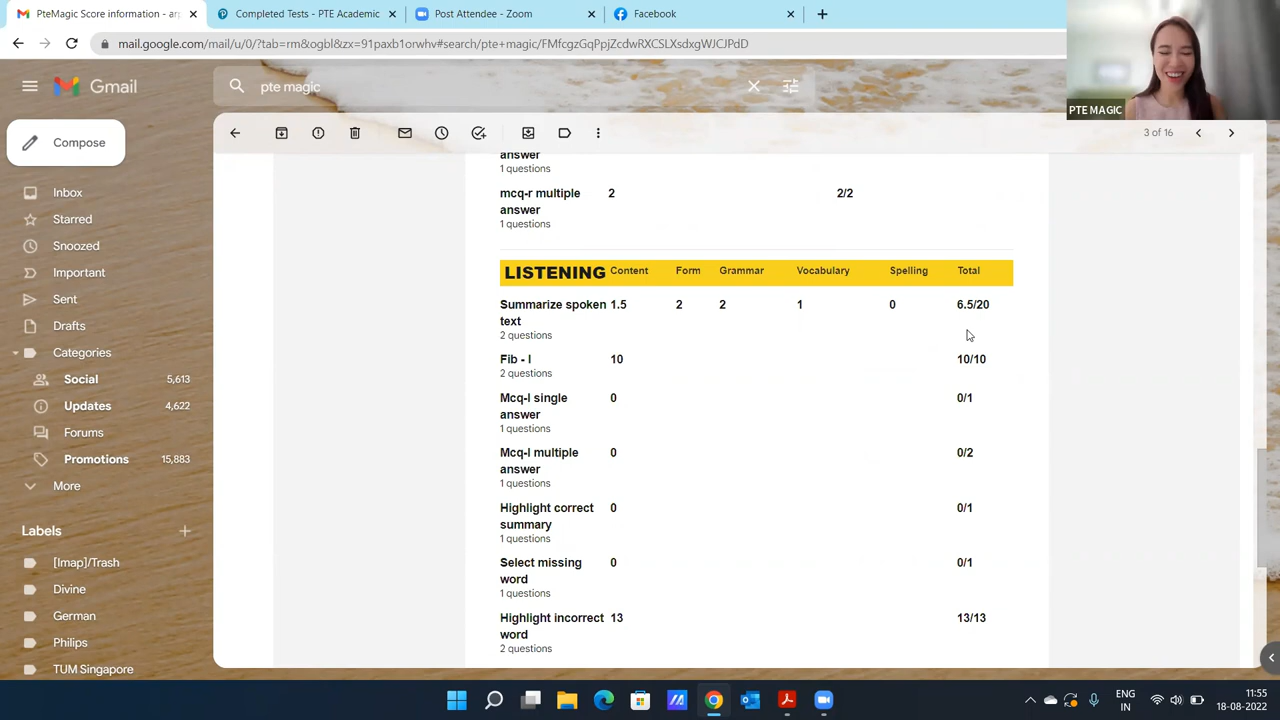 PteMagic Score information - ar
Completed Tests - PTE Academic
Post Attendee - Zoom
Facebook
mail.google.com/mail/u/0/?tab=rm&ogbl&zx=91paxb1orwhv#search/pte+magic/FMfcgzGqPpjZcdwRXCSLXsdxgWJCJPdD
Gmail
pte magic
PTE MAGIC
Compose
3 of 16
Inbox
Starred
Snoozed
Important
Sent
Drafts
Categories
Social 5,613
Updates 4,622
Forums
Promotions 15,883
More
Labels
[Imap]/Trash
Divine
German
Philips
TUM Singapore
answer
1 questions
mcq-r multiple 2 2/2
answer
1 questions
LISTENING Content Form Grammar Vocabulary Spelling Total
Summarize spoken 1.5 2 2 1 0 6.5/20
text
2 questions
Fib - l 10 10/10
2 questions
Mcq-l single 0 0/1
answer
1 questions
Mcq-l multiple 0 0/2
answer
1 questions
Highlight correct 0 0/1
summary
1 questions
Select missing 0 0/1
word
1 questions
Highlight incorrect 13 13/13
word
2 questions
ENG
IN
11:55
18-08-2022